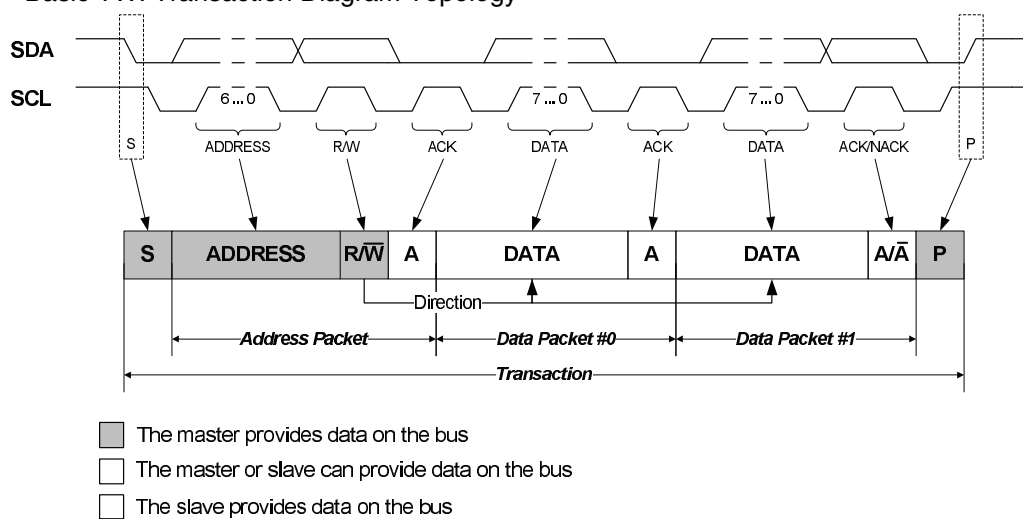 Basic TWI Transaction Diagram Topology
SDA
SCL
6 ... 0
7 ... 0
7 ... 0
S
ADDRESS
R/W
ACK
DATA
ACK
DATA
ACK/NACK
P
S
ADDRESS
R/W̅
A
DATA
A
DATA
A/A̅
P
Direction
Address Packet
Data Packet #0
Data Packet #1
Transaction
The master provides data on the bus
The master or slave can provide data on the bus
The slave provides data on the bus